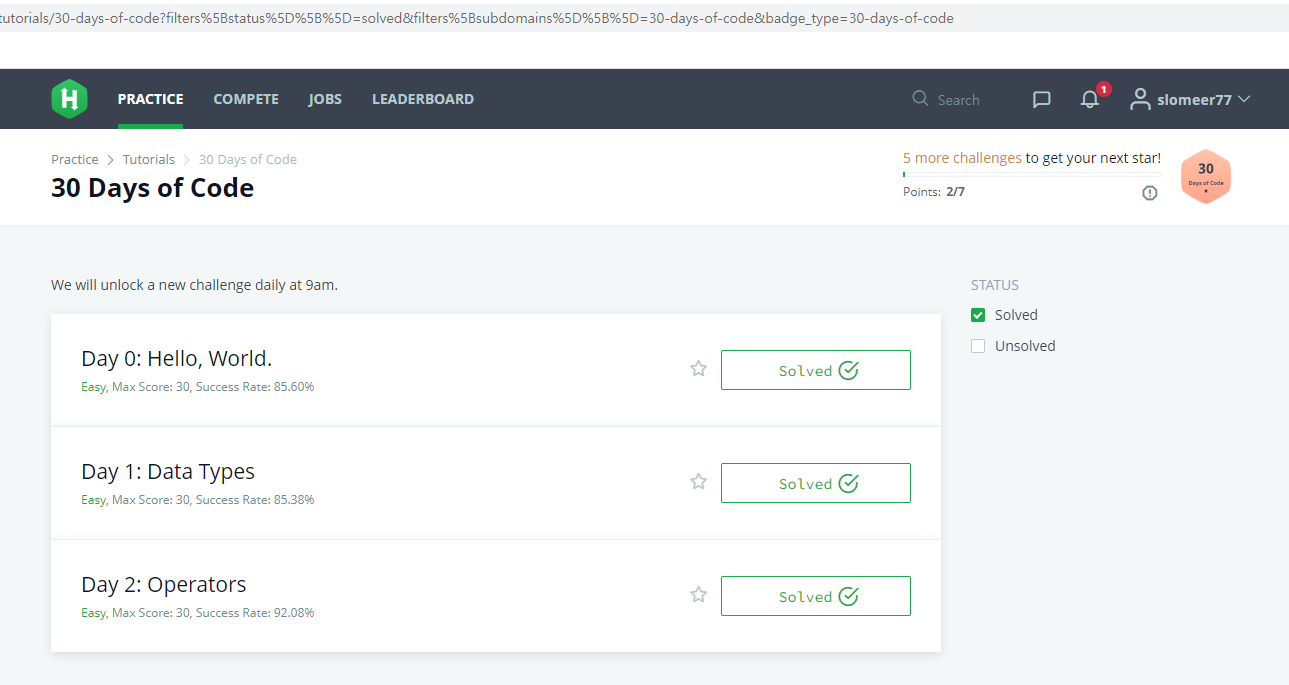 tutorials/30-days-of-code?filters%5Bstatus%5D%5B%5D=solved&filters%5Bsubdomains%5D%5B%5D=30-days-of-code&badge_type=30-days-of-code
H PRACTICE COMPETE JOBS LEADERBOARD Search 1 slomeer77
Practice > Tutorials > 30 Days of Code
30 Days of Code
5 more challenges to get your next star!
Points: 2/7
30
Days of Code
We will unlock a new challenge daily at 9am.
Day 0: Hello, World.
Easy, Max Score: 30, Success Rate: 85.60%
Solved
Day 1: Data Types
Easy, Max Score: 30, Success Rate: 85.38%
Solved
Day 2: Operators
Easy, Max Score: 30, Success Rate: 92.08%
Solved
STATUS
Solved
Unsolved